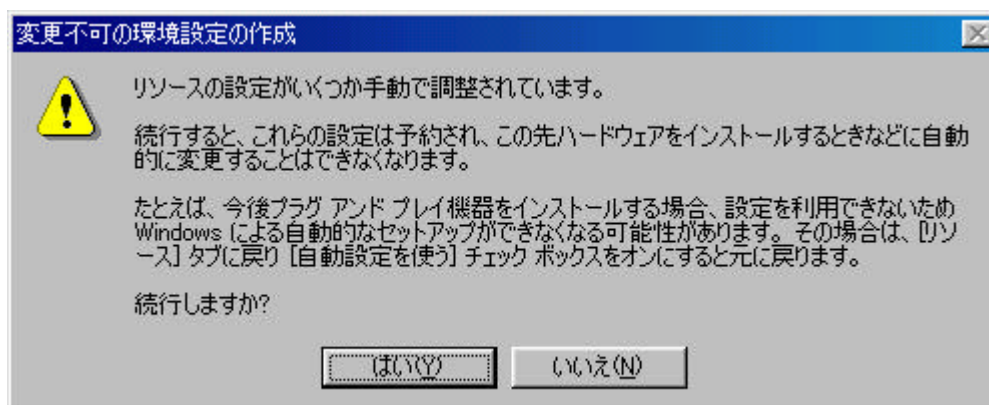 変更不可の環境設定の作成
リソースの設定がいくつか手動で調整されています。
続行すると、これらの設定は予約され、この先ハードウェアをインストールするときなどに自動
的に変更することはできなくなります。
たとえば、今後プラグ アンド プレイ機器をインストールする場合、設定を利用できないため
Windows による自動的なセットアップができなくなる可能性があります。その場合は、[リソ
ース] タブに戻り [自動設定を使う] チェック ボックスをオンにすると元に戻ります。
続行しますか?
はい(Y) いいえ(N)